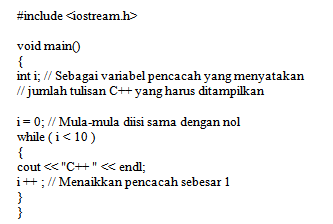 #include <iostream.h>
void main()
{
int i; // Sebagai variabel pencacah yang menyatakan
// jumlah tulisan C++ yang harus ditampilkan
i = 0; // Mula-mula diisi sama dengan nol
while ( i < 10 )
{
cout << "C++ " << endl;
i ++ ; // Menaikkan pencacah sebesar 1
}
}